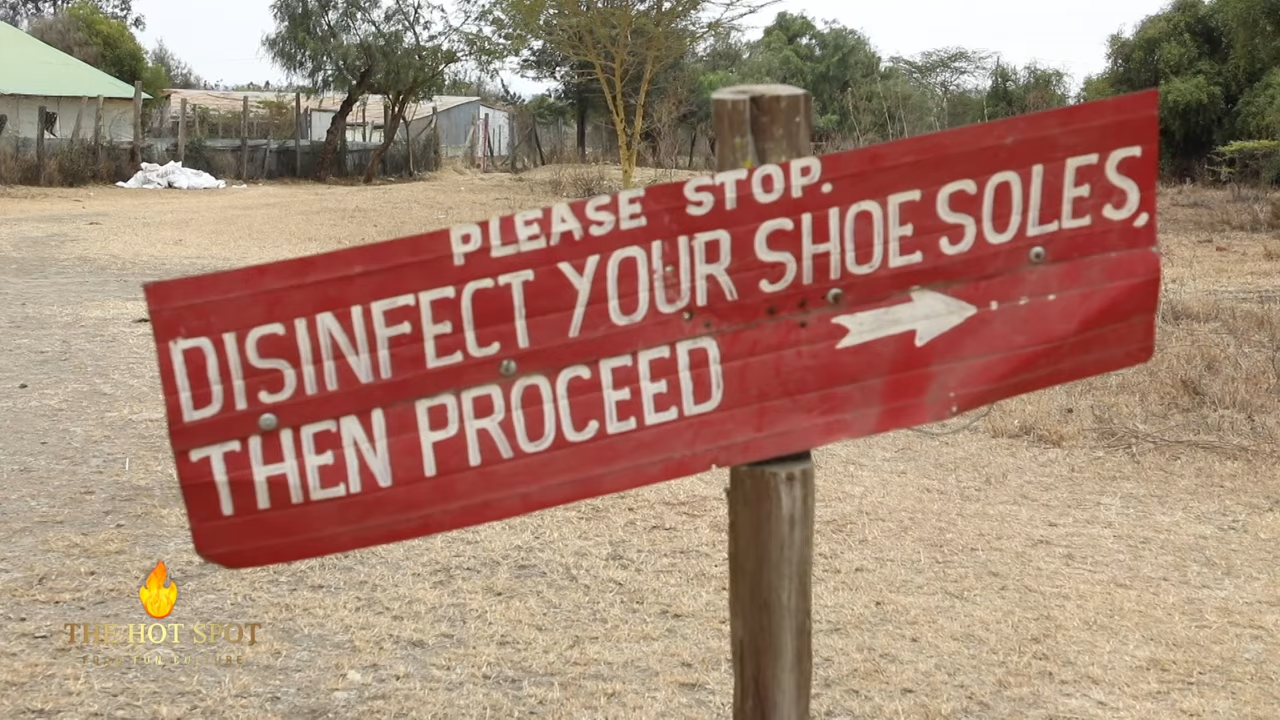 PLEASE STOP.
DISINFECT YOUR SHOE SOLES,
THEN PROCEED
THE HOT SPOT